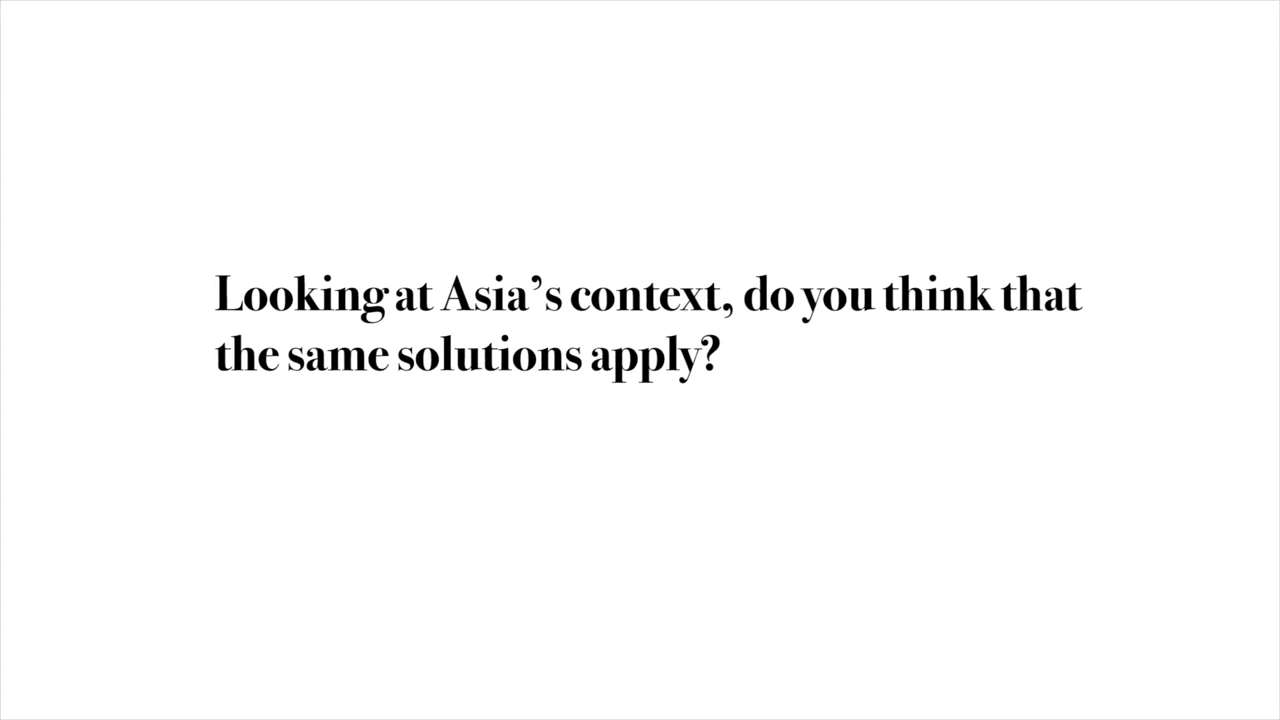 Looking at Asia’s context, do you think that
the same solutions apply?